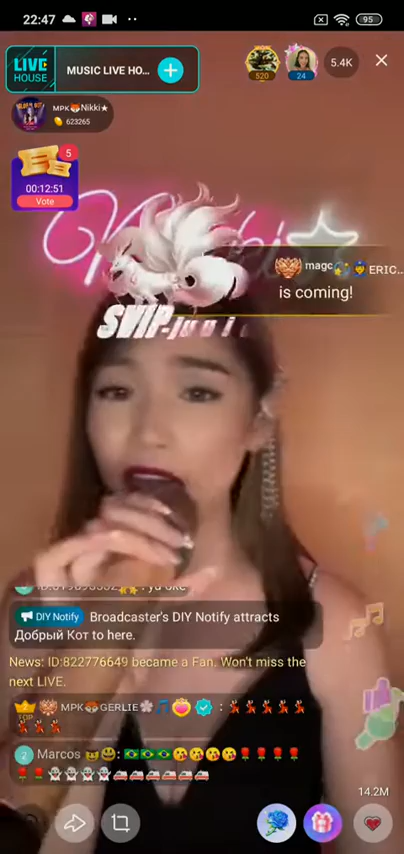 22:47
95
LIVE
HOUSE
MUSIC LIVE HO...
520
24
5.4K
MPK🦊Nikki★
623265
5
00:12:51
Vote
magc
ERIC..
is coming!
SVIP
DIY Notify Broadcaster's DIY Notify attracts
Добрый Кот to here.
News: ID:822776649 became a Fan. Won't miss the
next LIVE.
TOP MPK🦊GERLIE🌸🎵 : 💃💃💃💃💃
💃💃💃
2 Marcos 🤠😃: 🇧🇷🇧🇷🇧🇷😘😘😘😘🌹🌹🌹🌹
🌹🌹👻👻👻👻🚑🚑🚑🚑🚑🚑
14.2M